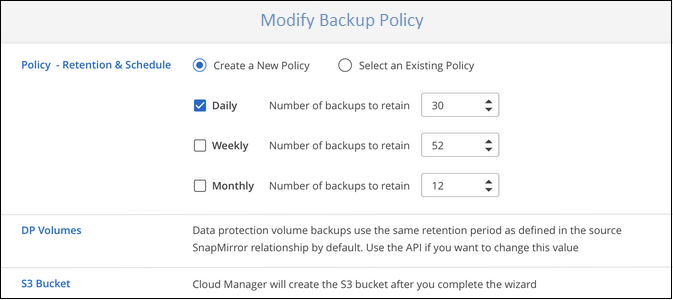 Modify Backup Policy
Policy - Retention & Schedule Create a New Policy Select an Existing Policy
Daily Number of backups to retain 30
Weekly Number of backups to retain 52
Monthly Number of backups to retain 12
DP Volumes Data protection volume backups use the same retention period as defined in the source
SnapMirror relationship by default. Use the API if you want to change this value
S3 Bucket Cloud Manager will create the S3 bucket after you complete the wizard